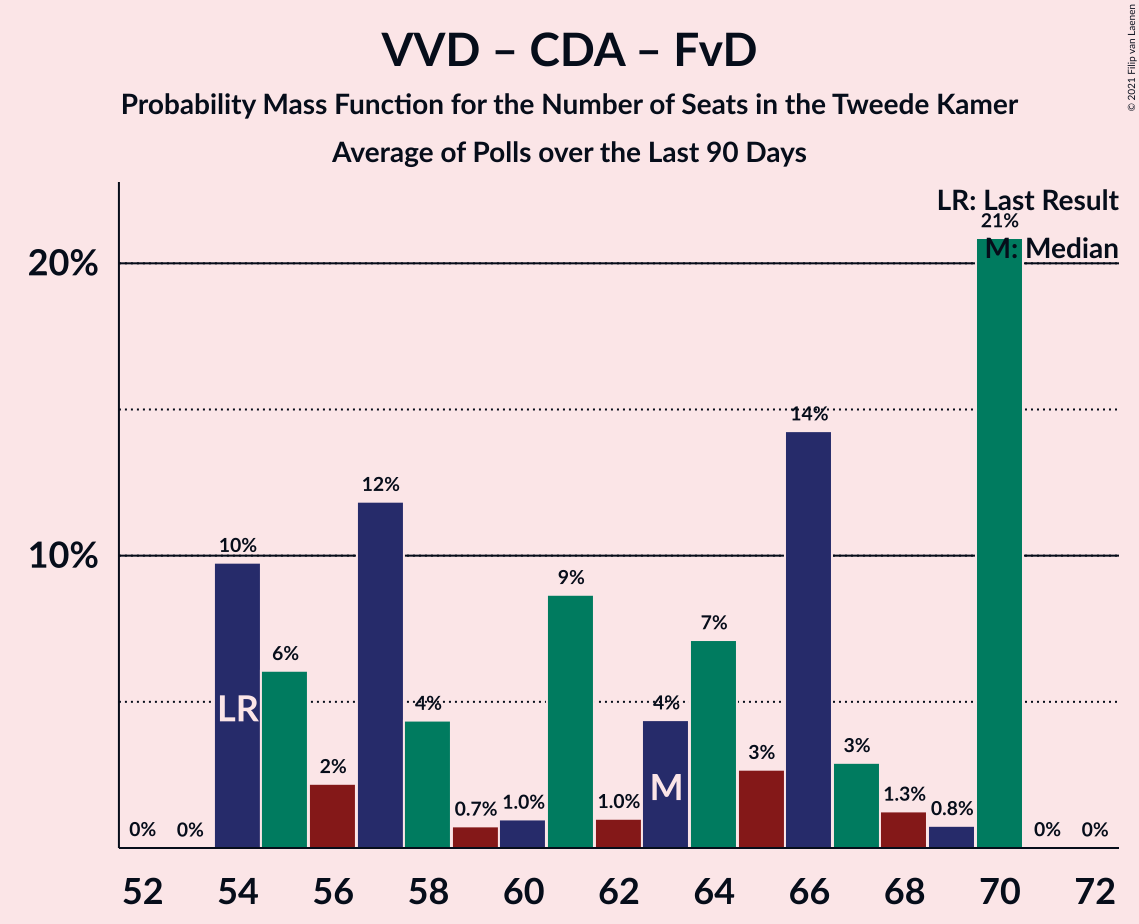 VVD – CDA – FvD
Probability Mass Function for the Number of Seats in the Tweede Kamer
Average of Polls over the Last 90 Days
© 2021 Filip van Laenen
LR: Last Result
M: Median
20%
10%
0%
0%
10%
6%
2%
12%
4%
0.7%
1.0%
9%
1.0%
4%
7%
3%
14%
3%
1.3%
0.8%
21%
0%
0%
LR
M
52 54 56 58 60 62 64 66 68 70 72